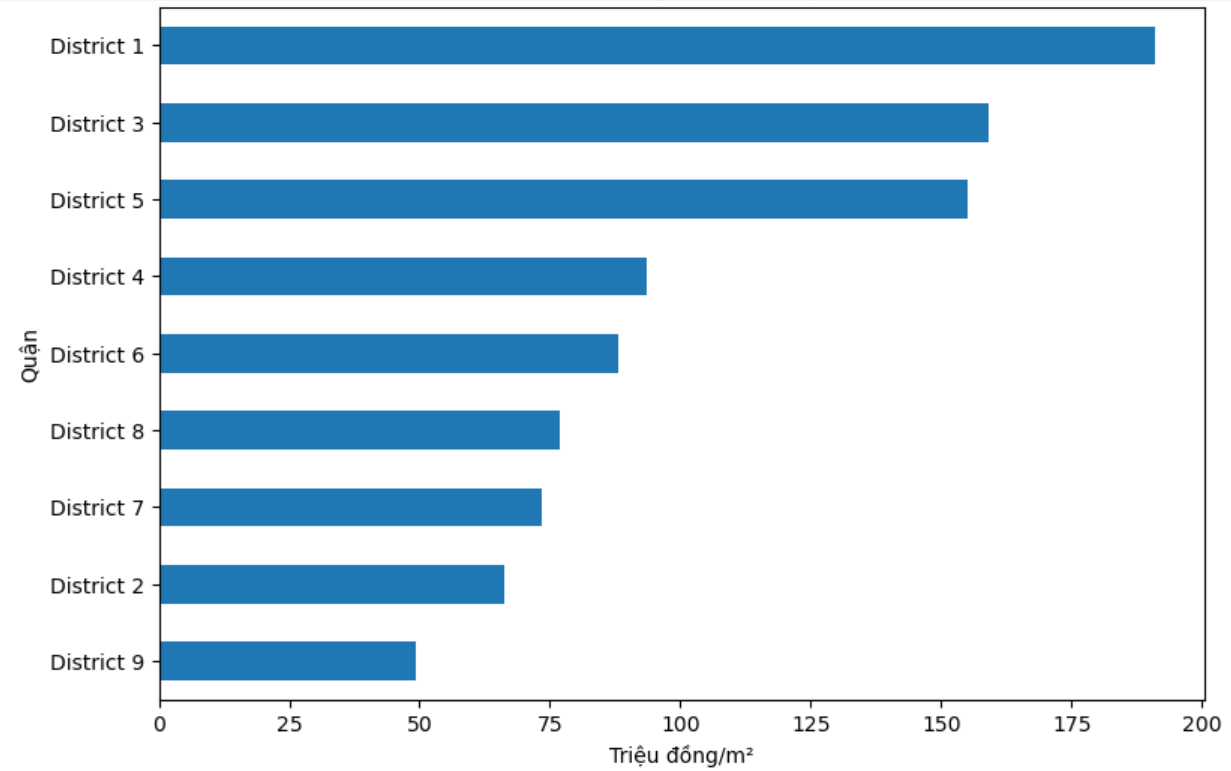 District 1
District 3
District 5
District 4
District 6
District 8
District 7
District 2
District 9
Quận
0 25 50 75 100 125 150 175 200
Triệu đồng/m²